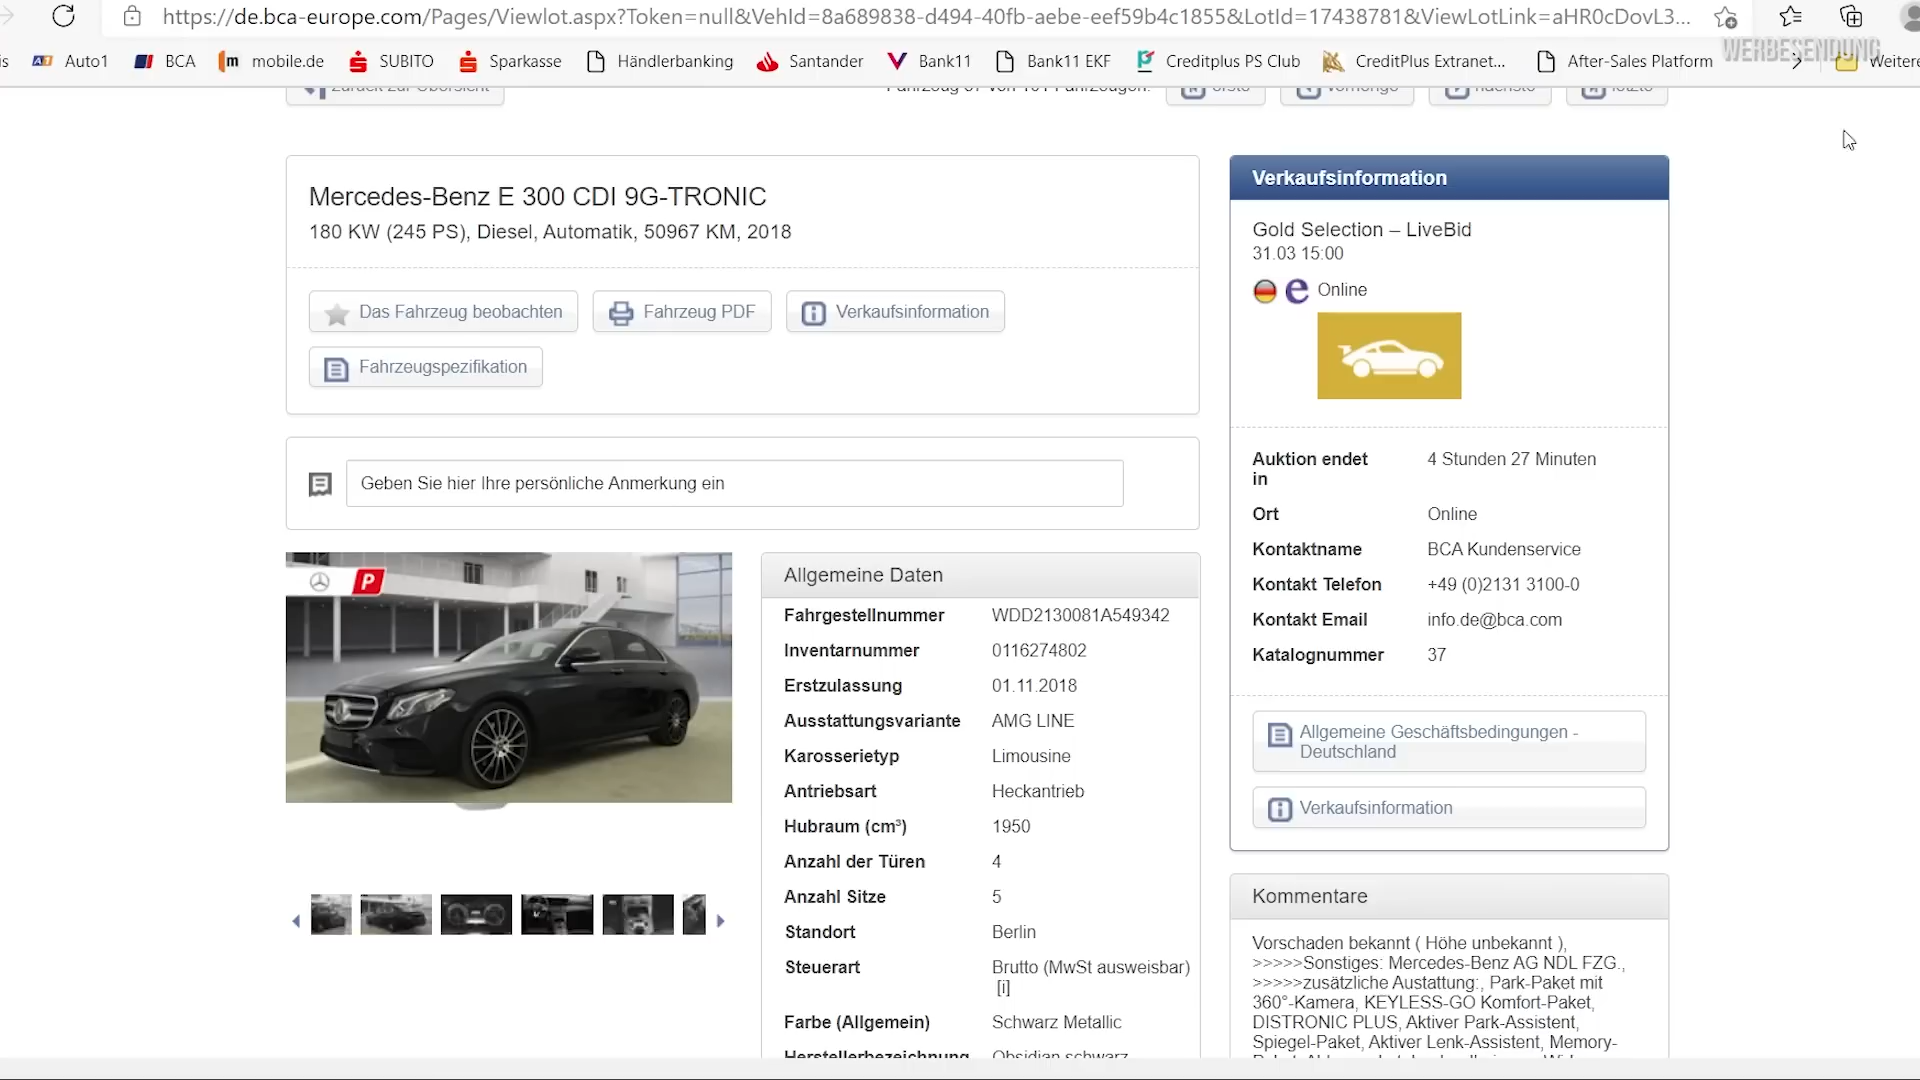 https://de.bca-europe.com/Pages/Viewlot.aspx?Token=null&VehId=8a689838-d494-40fb-aebe-eef59b4c1855&LotId=17438781&ViewLotLink=aHR0cDovL3...
WERBESENDUNG
is Auto1 BCA mobile.de SUBITO Sparkasse Händlerbanking Santander Bank11 Bank11 EKF Creditplus PS Club CreditPlus Extranet... After-Sales Platform Weitere
Zurück zur Übersicht
Mercedes-Benz E 300 CDI 9G-TRONIC
180 KW (245 PS), Diesel, Automatik, 50967 KM, 2018
Das Fahrzeug beobachten Fahrzeug PDF Verkaufsinformation
Fahrzeugspezifikation
Geben Sie hier Ihre persönliche Anmerkung ein
P
Allgemeine Daten
Fahrgestellnummer WDD2130081A549342
Inventarnummer 0116274802
Erstzulassung 01.11.2018
Ausstattungsvariante AMG LINE
Karosserietyp Limousine
Antriebsart Heckantrieb
Hubraum (cm³) 1950
Anzahl der Türen 4
Anzahl Sitze 5
Standort Berlin
Steuerart Brutto (MwSt ausweisbar)
[i]
Farbe (Allgemein) Schwarz Metallic
Herstellerbezeichnung Obsidian schwarz
Verkaufsinformation
Gold Selection – LiveBid
31.03 15:00
e Online
Auktion endet in 4 Stunden 27 Minuten
Ort Online
Kontaktname BCA Kundenservice
Kontakt Telefon +49 (0)2131 3100-0
Kontakt Email info.de@bca.com
Katalognummer 37
Allgemeine Geschäftsbedingungen -
Deutschland
Verkaufsinformation
Kommentare
Vorschaden bekannt ( Höhe unbekannt ),
>>>>>Sonstiges: Mercedes-Benz AG NDL FZG.,
>>>>>zusätzliche Austattung:, Park-Paket mit
360°-Kamera, KEYLESS-GO Komfort-Paket,
DISTRONIC PLUS, Aktiver Park-Assistent,
Spiegel-Paket, Aktiver Lenk-Assistent, Memory-